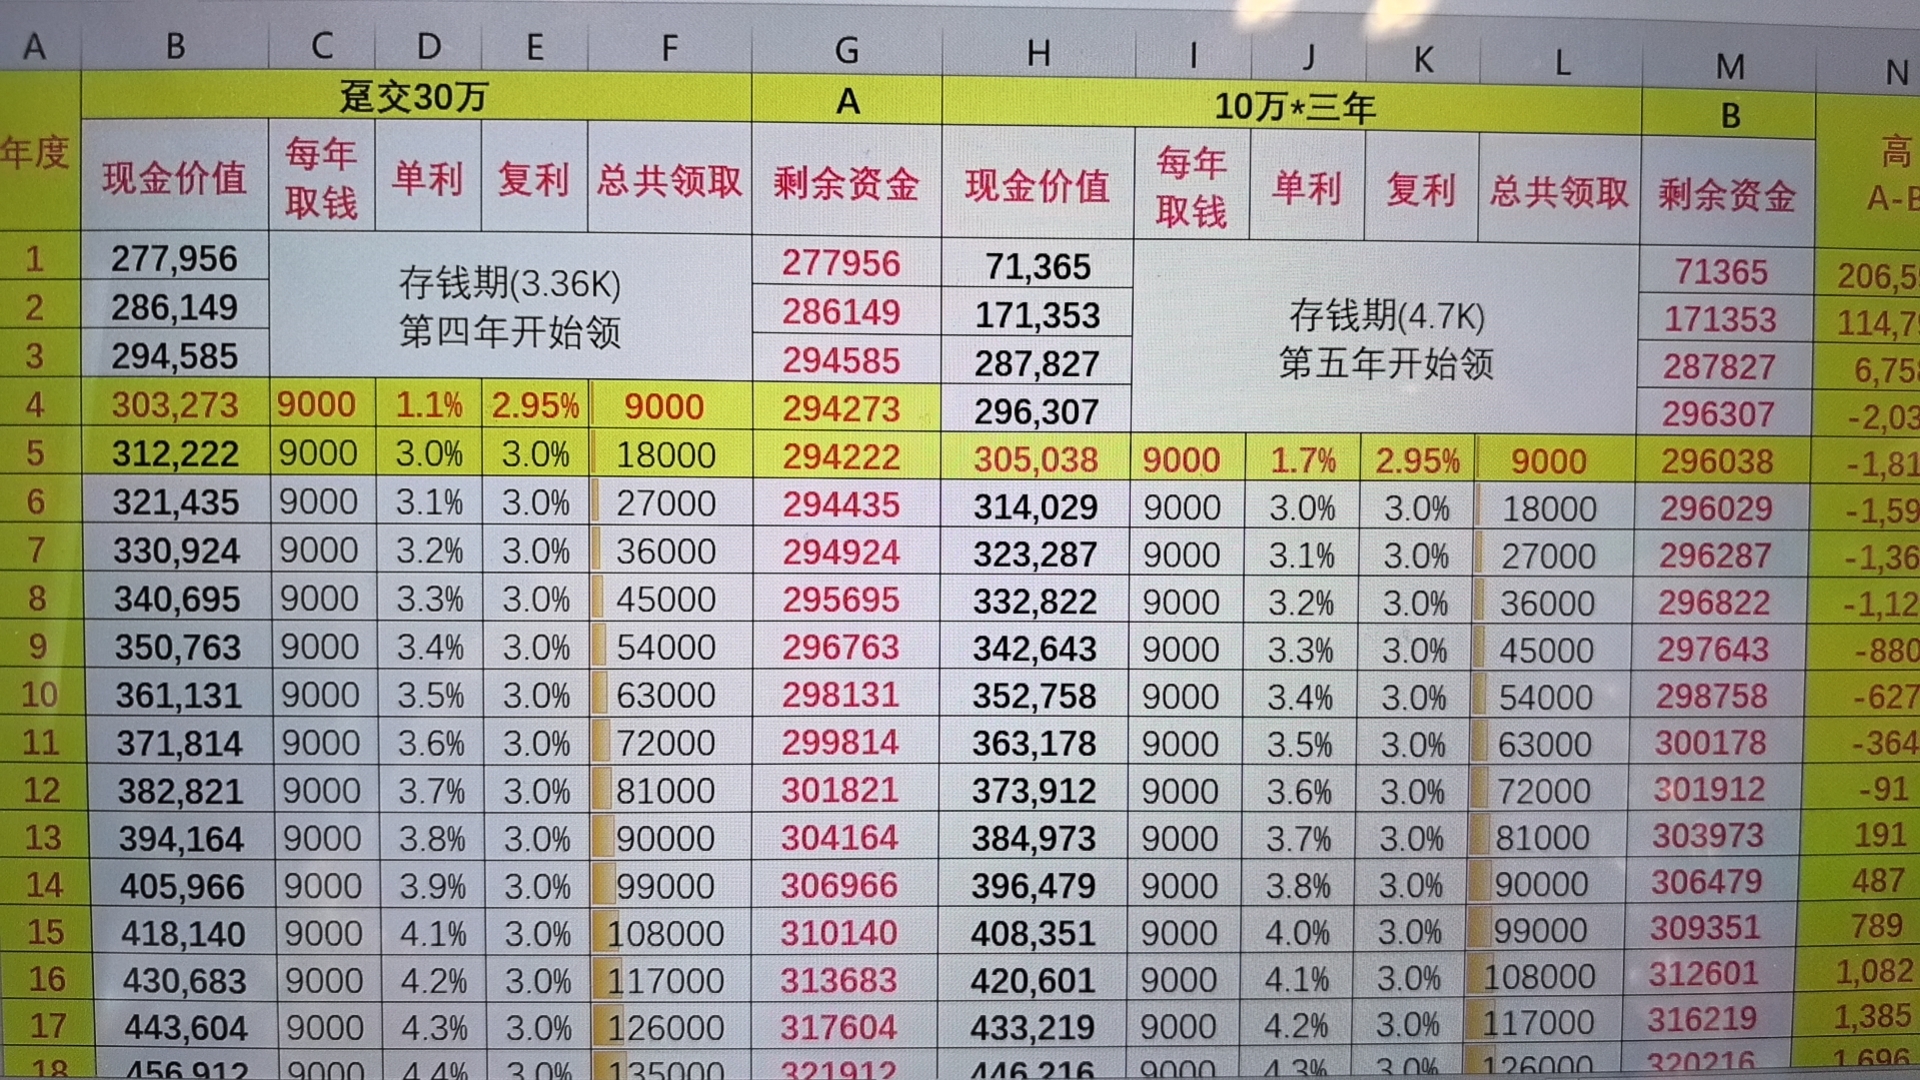 A B C D E F G H I J K L M N
趸交30万 A 10万*三年 B
年度 现金价值 每年取钱 单利 复利 总共领取 剩余资金 现金价值 每年取钱 单利 复利 总共领取 剩余资金 高 A-B
存钱期(3.36K)
第四年开始领
存钱期(4.7K)
第五年开始领
1 277,956 277956 71,365 71365 206,5
2 286,149 286149 171,353 171353 114,7
3 294,585 294585 287,827 287827 6,758
4 303,273 9000 1.1% 2.95% 9000 294273 296,307 296307 -2,03
5 312,222 9000 3.0% 3.0% 18000 294222 305,038 9000 1.7% 2.95% 9000 296038 -1,81
6 321,435 9000 3.1% 3.0% 27000 294435 314,029 9000 3.0% 3.0% 18000 296029 -1,59
7 330,924 9000 3.2% 3.0% 36000 294924 323,287 9000 3.1% 3.0% 27000 296287 -1,36
8 340,695 9000 3.3% 3.0% 45000 295695 332,822 9000 3.2% 3.0% 36000 296822 -1,12
9 350,763 9000 3.4% 3.0% 54000 296763 342,643 9000 3.3% 3.0% 45000 297643 -880
10 361,131 9000 3.5% 3.0% 63000 298131 352,758 9000 3.4% 3.0% 54000 298758 -627
11 371,814 9000 3.6% 3.0% 72000 299814 363,178 9000 3.5% 3.0% 63000 300178 -364
12 382,821 9000 3.7% 3.0% 81000 301821 373,912 9000 3.6% 3.0% 72000 301912 -91
13 394,164 9000 3.8% 3.0% 90000 304164 384,973 9000 3.7% 3.0% 81000 303973 191
14 405,966 9000 3.9% 3.0% 99000 306966 396,479 9000 3.8% 3.0% 90000 306479 487
15 418,140 9000 4.1% 3.0% 108000 310140 408,351 9000 4.0% 3.0% 99000 309351 789
16 430,683 9000 4.2% 3.0% 117000 313683 420,601 9000 4.1% 3.0% 108000 312601 1,082
17 443,604 9000 4.3% 3.0% 126000 317604 433,219 9000 4.2% 3.0% 117000 316219 1,385
18 456,912 9000 4.4% 3.0% 135000 321912 446,216 9000 4.3% 3.0% 126000 320216 1,696